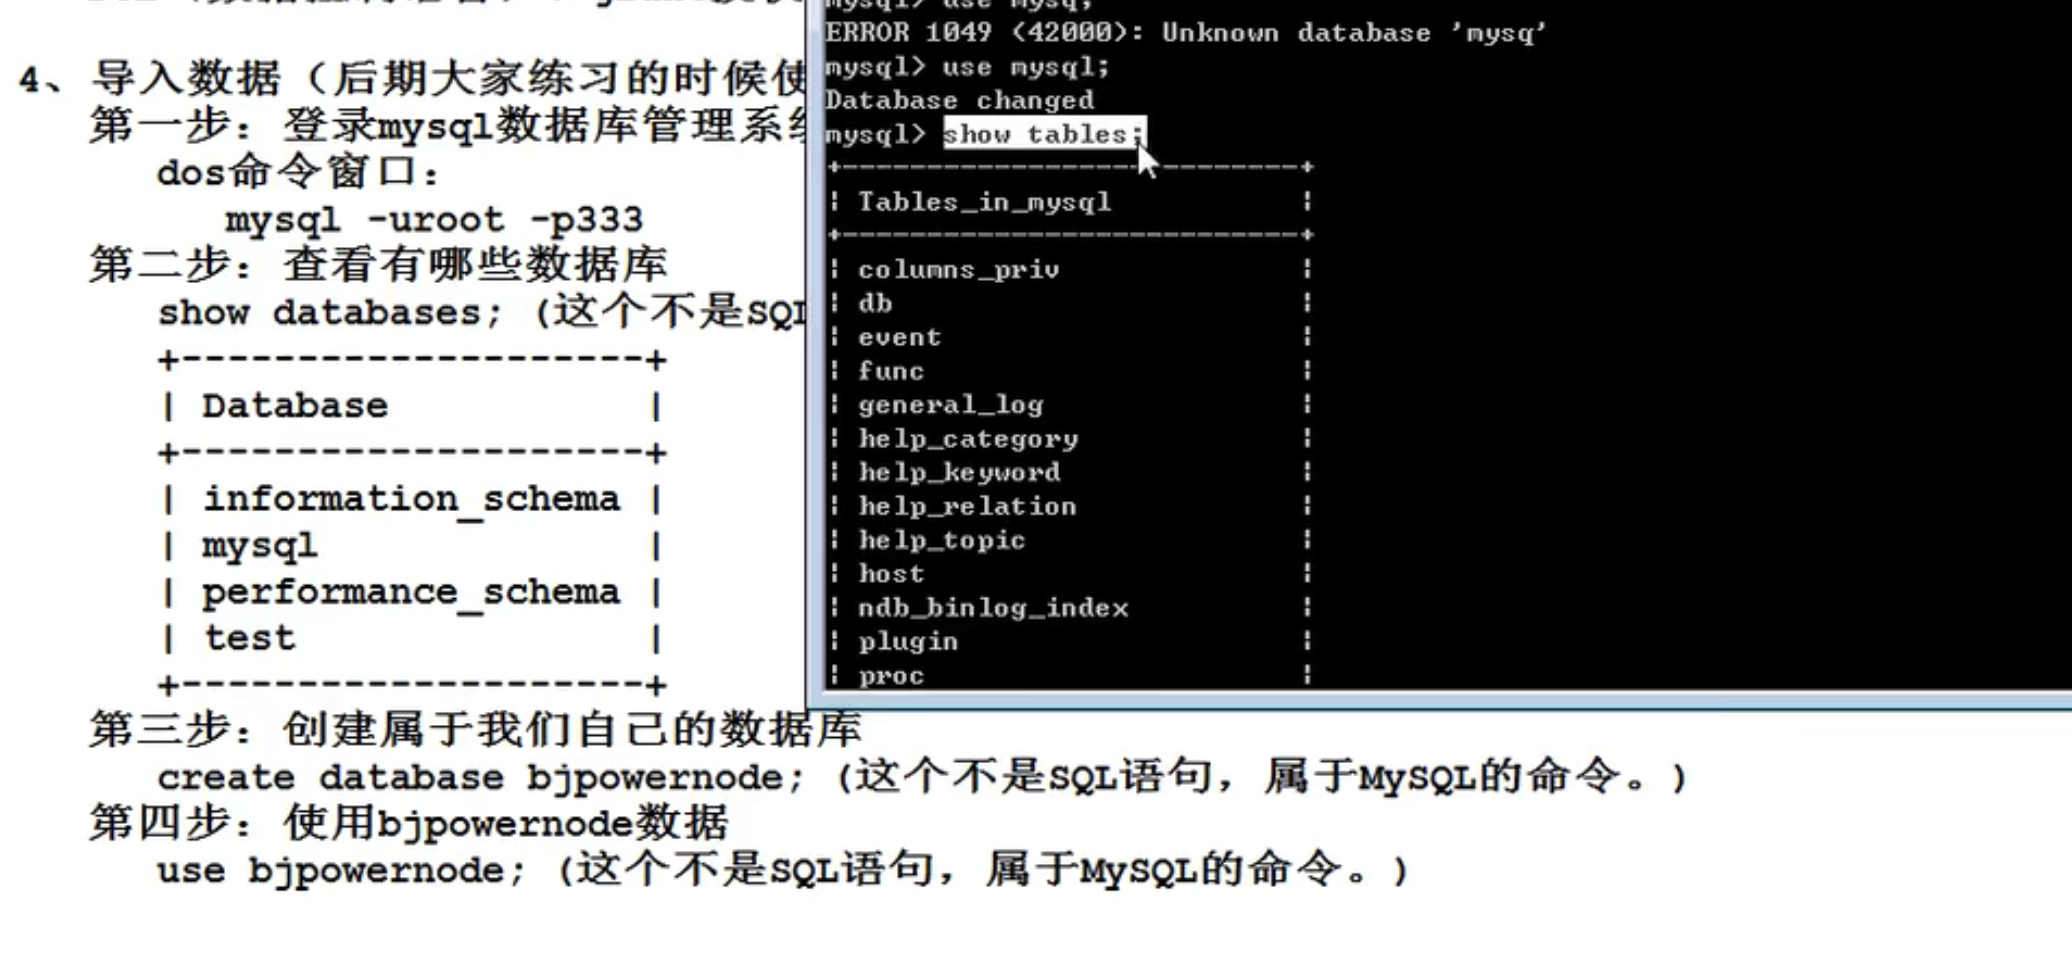 4、导入数据（后期大家练习的时候使
第一步：登录mysql数据库管理系统
dos命令窗口：
mysql -uroot -p333
第二步：查看有哪些数据库
show databases; (这个不是SQL
+--------------------+
| Database |
+--------------------+
| information_schema |
| mysql |
| performance_schema |
| test |
+--------------------+
第三步：创建属于我们自己的数据库
create database bjpowernode; (这个不是SQL语句，属于MySQL的命令。)
第四步：使用bjpowernode数据
use bjpowernode; (这个不是SQL语句，属于MySQL的命令。)
mysql> use mysq;
ERROR 1049 (42000): Unknown database 'mysq'
mysql> use mysql;
Database changed
mysql> show tables;
+---------------------------+
| Tables_in_mysql |
+---------------------------+
| columns_priv |
| db |
| event |
| func |
| general_log |
| help_category |
| help_keyword |
| help_relation |
| help_topic |
| host |
| ndb_binlog_index |
| plugin |
| proc |